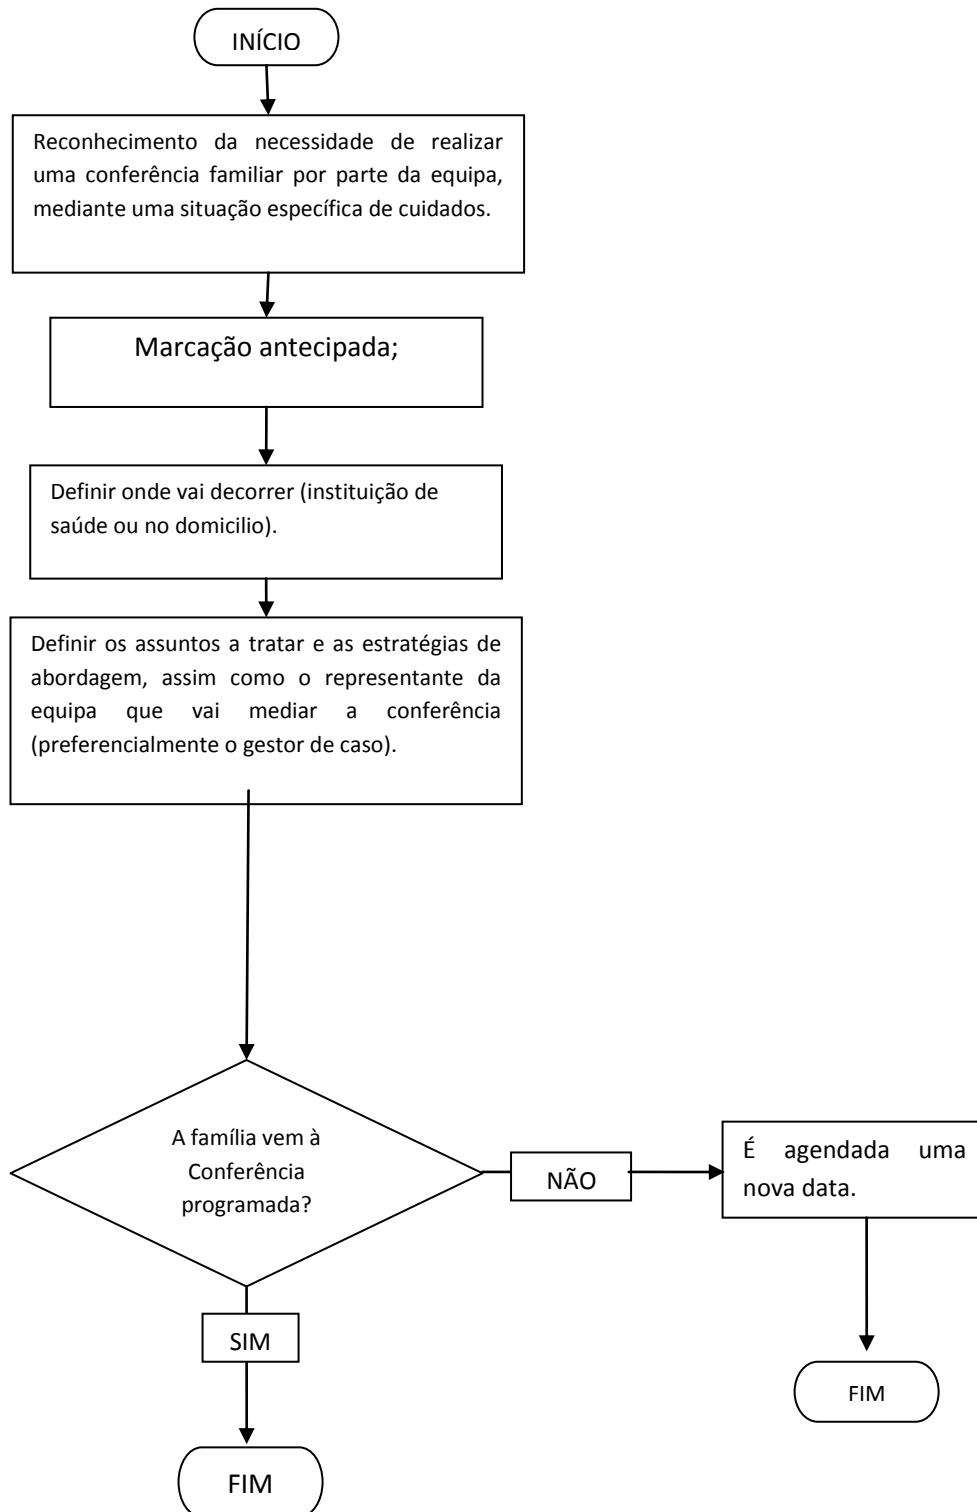 INÍCIO
Reconhecimento da necessidade de realizar
uma conferência familiar por parte da equipa,
mediante uma situação específica de cuidados.
Marcação antecipada;
Definir onde vai decorrer (instituição de
saúde ou no domicilio).
Definir os assuntos a tratar e as estratégias de
abordagem, assim como o representante da
equipa que vai mediar a conferência
(preferencialmente o gestor de caso).
A família vem à
Conferência
programada?
NÃO
É agendada uma
nova data.
SIM
FIM
FIM